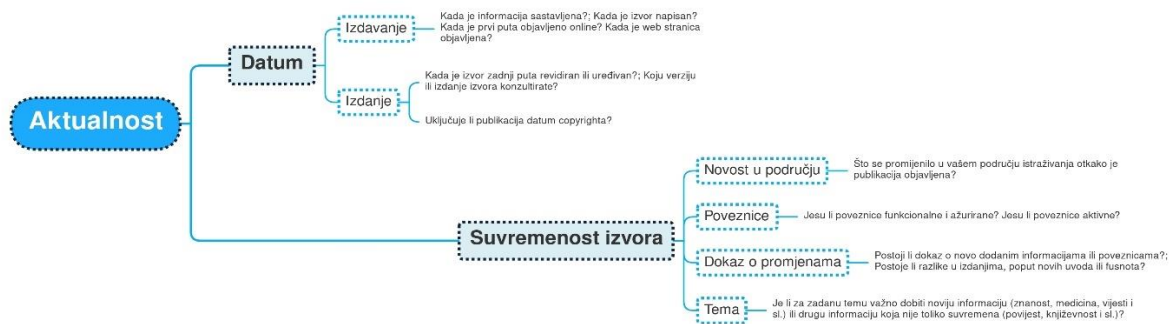 Aktualnost
Datum
Izdavanje
Kada je informacija sastavljena?; Kada je izvor napisan?
Kada je prvi puta objavljeno online? Kada je web stranica
objavljena?
Izdanje
Kada je izvor zadnji puta revidiran ili uređivan?; Koju verziju
ili izdanje izvora konzultirate?
Uključuje li publikacija datum copyrighta?
Suvremenost izvora
Novost u području
Što se promijenilo u vašem području istraživanja otkako je
publikacija objavljena?
Poveznice
Jesu li poveznice funkcionalne i ažurirane? Jesu li poveznice aktivne?
Dokaz o promjenama
Postoji li dokaz o novo dodanim informacijama ili poveznicama?;
Postoje li razlike u izdanjima, poput novih uvoda ili fusnota?
Tema
Je li za zadanu temu važno dobiti noviju informaciju (znanost, medicina, vijesti i
sl.) ili drugu informaciju koja nije toliko suvremena (povijest, književnost i sl.)?